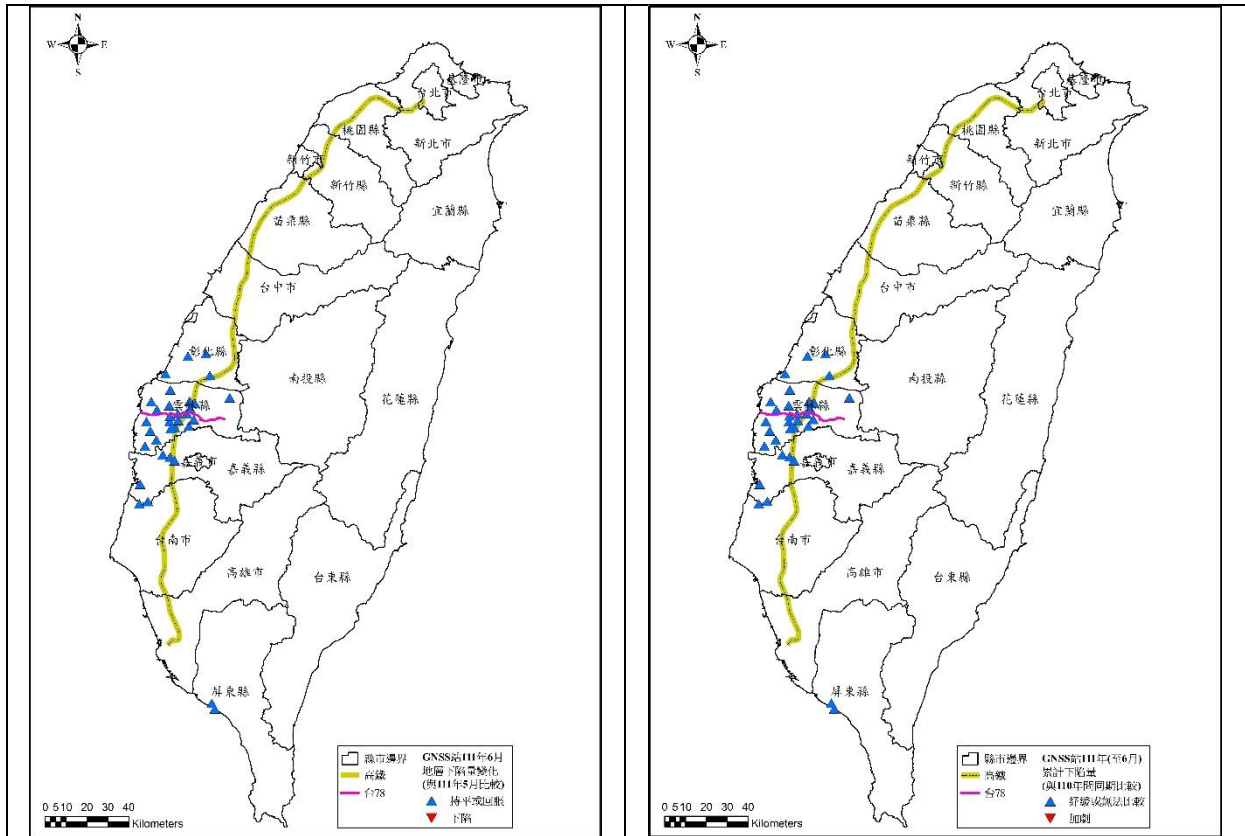 N
W E
S
基隆市
台北市
桃園縣
新北市
新竹市
新竹縣
宜蘭縣
苗栗縣
台中市
彰化縣
南投縣
花蓮縣
雲林縣
嘉義市
嘉義縣
台南市
高雄市
台東縣
屏東縣
縣市邊界
高鐵
台78
GNSS站111年6月
地層下陷量變化
(與111年5月比較)
持平或回脹
下陷
0 5 10 20 30 40
Kilometers
N
W E
S
基隆市
台北市
桃園縣
新北市
新竹市
新竹縣
宜蘭縣
苗栗縣
台中市
彰化縣
南投縣
花蓮縣
雲林縣
嘉義市
嘉義縣
台南市
高雄市
台東縣
屏東縣
縣市邊界
高鐵
台78
GNSS站111年(至6月)
累計下陷量
(與110年間同期比較)
紓緩或無法比較
加劇
0 5 10 20 30 40
Kilometers